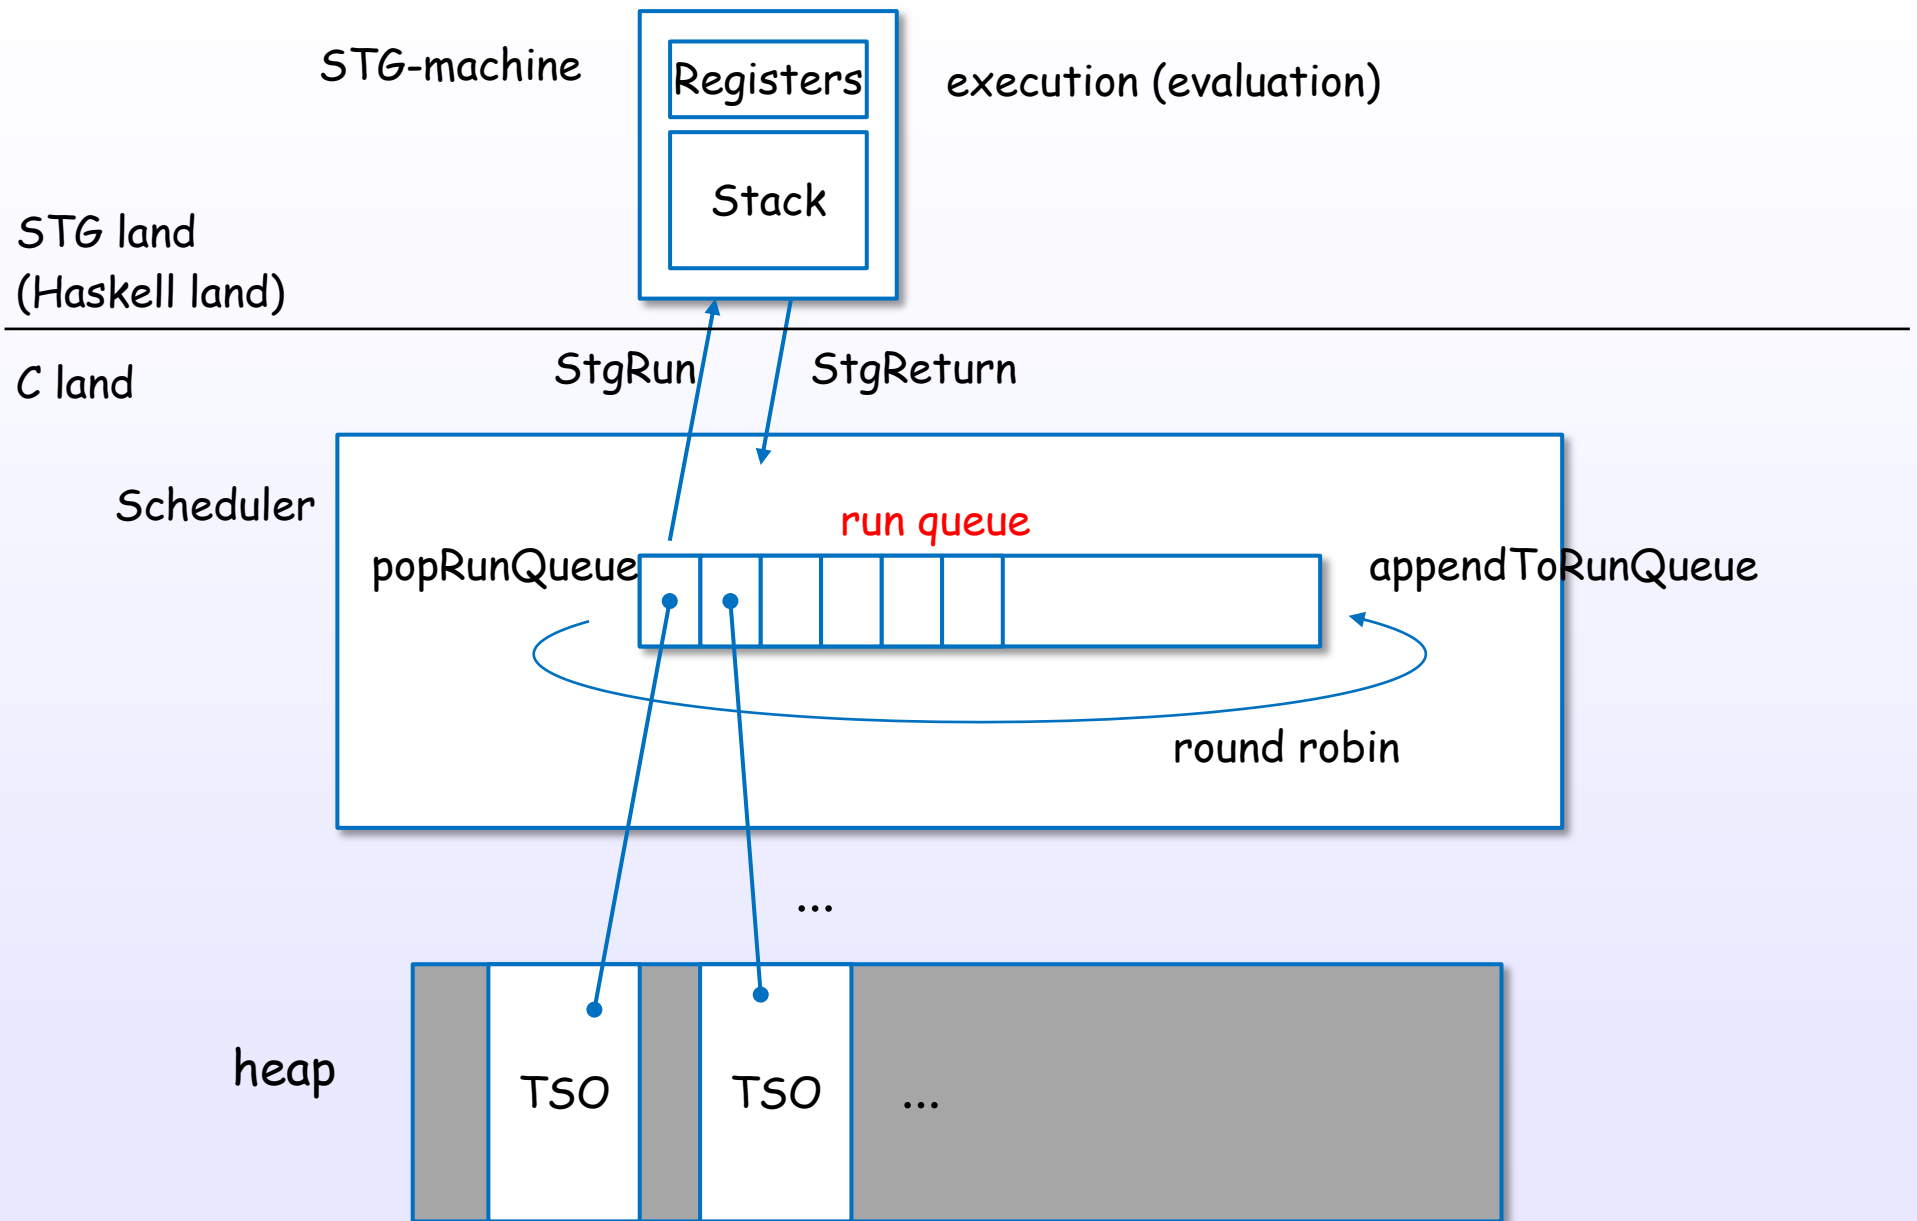 STG-machine
Registers
execution (evaluation)
Stack
STG land
(Haskell land)
C land
StgRun
StgReturn
Scheduler
run queue
popRunQueue
appendToRunQueue
round robin
...
heap
TSO
TSO
...